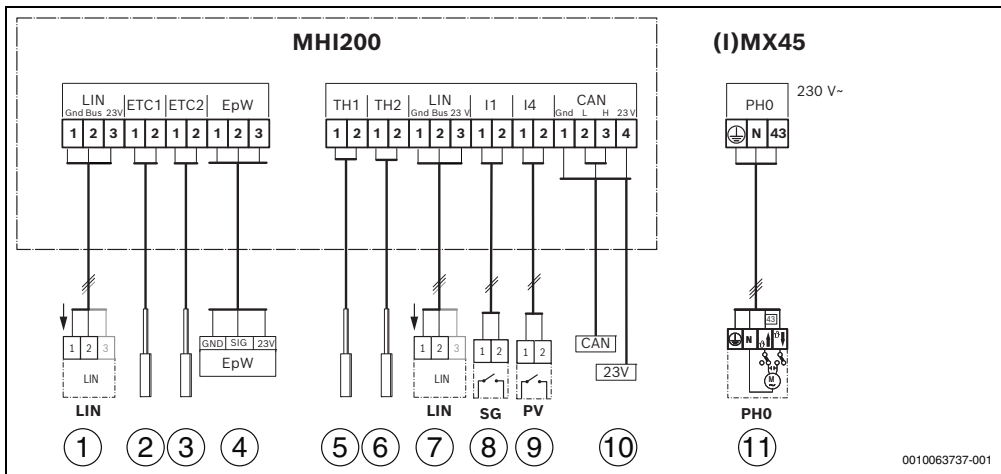 MHI200 (I)MX45
LIN ETC1 ETC2 EpW TH1 TH2 LIN I1 I4 CAN PH0 230 V~
Gnd Bus 23V Gnd Bus 23 V Gnd L H 23 V
1 2 3 1 2 1 2 1 2 3 1 2 1 2 1 2 3 1 2 1 2 1 2 3 4 N 43
43
1 2 3 GND SIG 23V 1 2 3 1 2 1 2 CAN N
LIN EpW LIN 23V M
LIN LIN SG PV PH0
1 2 3 4 5 6 7 8 9 10 11
0010063737-001